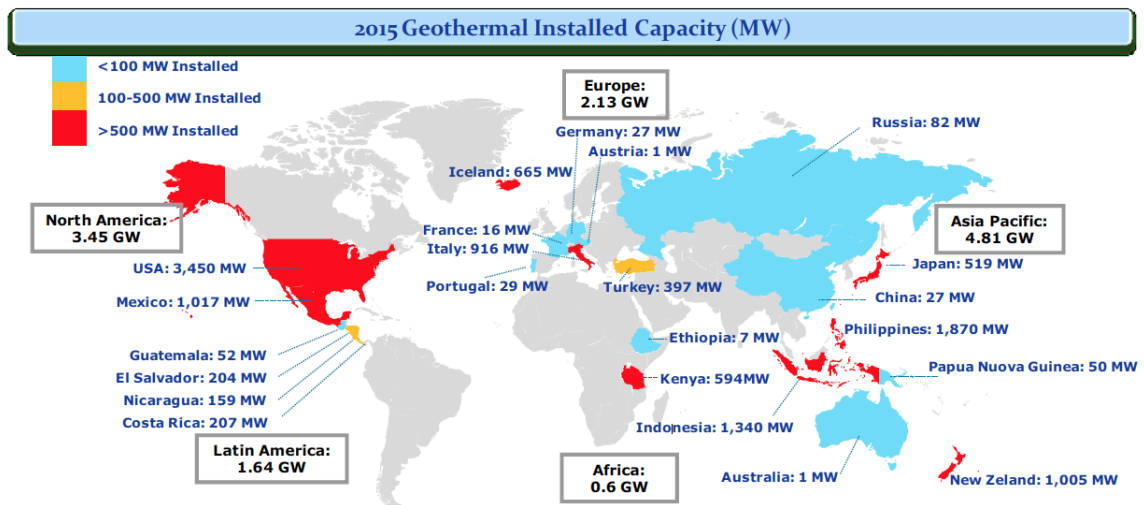 2015 Geothermal Installed Capacity (MW)
<100 MW Installed
100-500 MW Installed
>500 MW Installed
Europe:
2.13 GW
Germany: 27 MW
Austria: 1 MW
Russia: 82 MW
Iceland: 665 MW
North America:
3.45 GW
France: 16 MW
Italy: 916 MW
Asia Pacific:
4.81 GW
USA: 3,450 MW
Japan: 519 MW
Portugal: 29 MW
Turkey: 397 MW
Mexico: 1,017 MW
China: 27 MW
Philippines: 1,870 MW
Ethiopia: 7 MW
Guatemala: 52 MW
El Salvador: 204 MW
Nicaragua: 159 MW
Costa Rica: 207 MW
Papua Nuova Guinea: 50 MW
Kenya: 594MW
Indonesia: 1,340 MW
Latin America:
1.64 GW
Africa:
0.6 GW
Australia: 1 MW
New Zeland: 1,005 MW